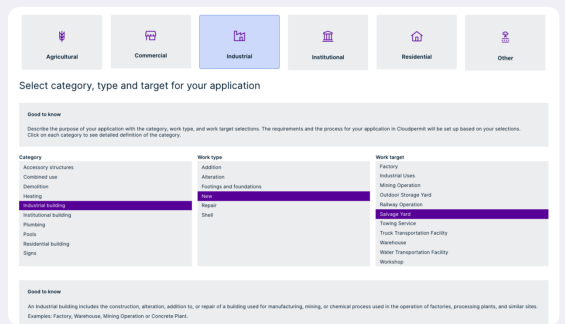 Agricultural
Commercial
Industrial
Institutional
Residential
Other
Select category, type and target for your application
Good to know
Describe the purpose of your application with the category, work type, and work target selections. The requirements and the process for your application in Cloudpermit will be set up based on your selections.
Click on each category to see detailed definition of the category.
Category
Accessory structures
Combined use
Demolition
Heating
Industrial building
Institutional building
Plumbing
Pools
Residential building
Signs
Work type
Addition
Alteration
Footings and foundations
New
Repair
Shell
Work target
Factory
Industrial Uses
Mining Operation
Outdoor Storage Yard
Railway Operation
Salvage Yard
Towing Service
Truck Transportation Facility
Warehouse
Water Transportation Facility
Workshop
Good to know
An industrial building includes the construction, alteration, addition to, or repair of a building used for manufacturing, mining, or chemical process used in the operation of factories, processing plants, and similar sites.
Examples: Factory, Warehouse, Mining Operation or Concrete Plant.